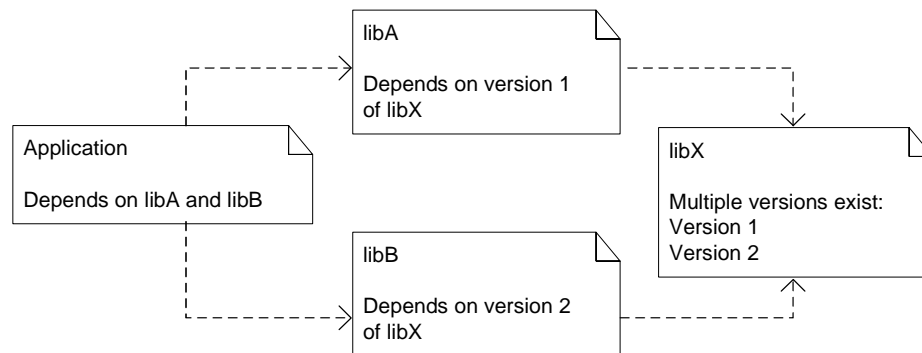 libA
Depends on version 1
of libX
Application
Depends on libA and libB
libX
Multiple versions exist:
Version 1
Version 2
libB
Depends on version 2
of libX